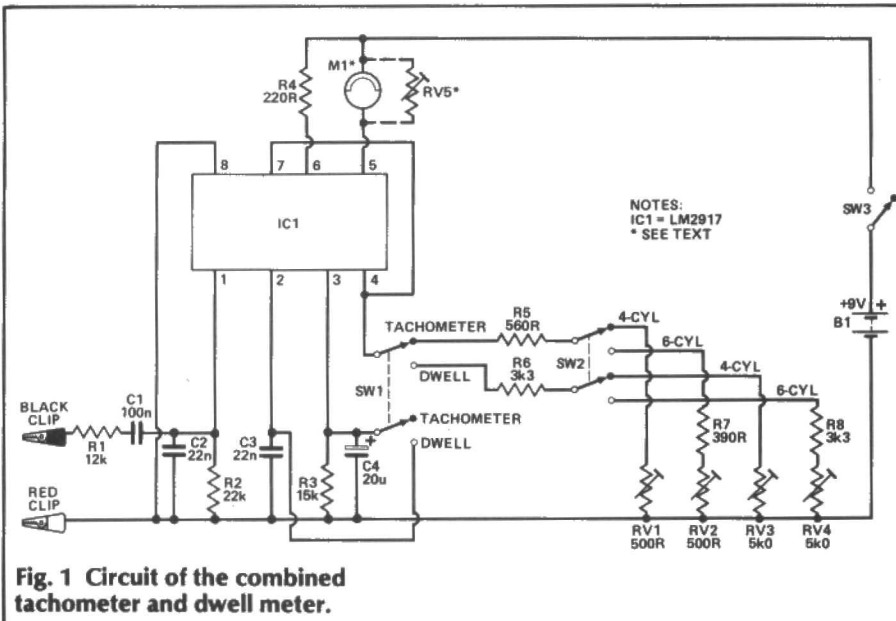 M1*
R4
220R
RV5*
8
7
6
5
IC1
NOTES:
IC1 = LM2917
* SEE TEXT
SW3
1
2
3
4
+9V
+
B1
R5
560R
4-CYL
TACHOMETER
6-CYL
SW1
DWELL
R6
3k3
SW2
4-CYL
6-CYL
TACHOMETER
DWELL
BLACK
CLIP
C1
100n
R1
12k
C2
22n
C3
22n
+
C4
20u
R7
390R
R8
3k3
RED
CLIP
R2
22k
R3
15k
RV1
500R
RV2
500R
RV3
5k0
RV4
5k0
Fig. 1 Circuit of the combined
tachometer and dwell meter.